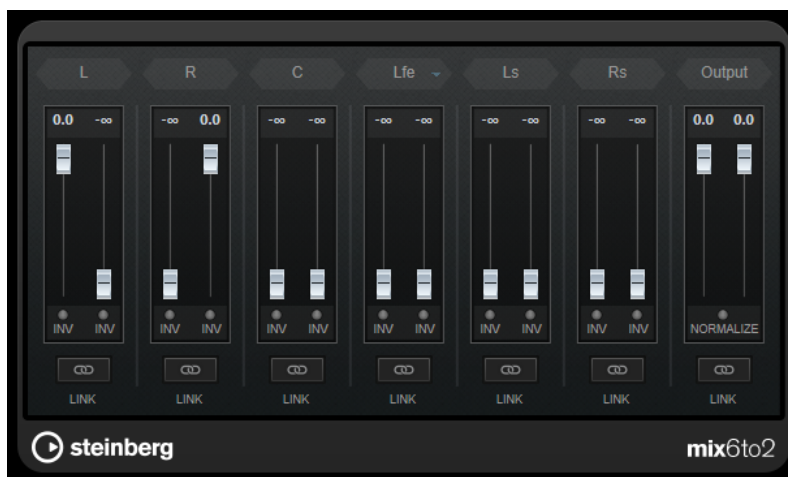 L R C Lfe Ls Rs Output
0.0 -∞ -∞ 0.0 -∞ -∞ -∞ -∞ -∞ -∞ -∞ -∞ 0.0 0.0
INV INV INV INV INV INV INV INV INV INV INV INV NORMALIZE
LINK LINK LINK LINK LINK LINK LINK
steinberg mix6to2